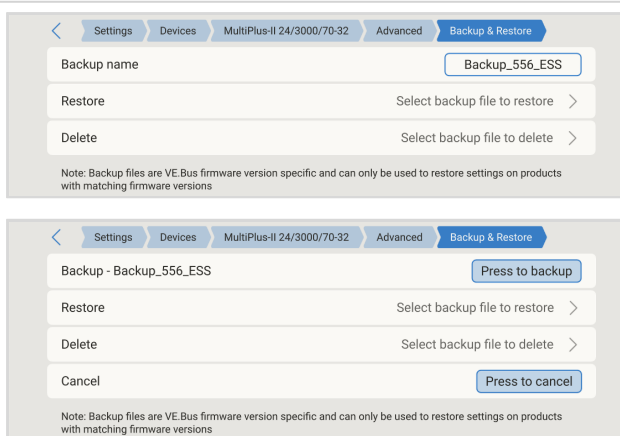 Settings Devices MultiPlus-II 24/3000/70-32 Advanced Backup & Restore
Backup name Backup_556_ESS
Restore Select backup file to restore
Delete Select backup file to delete
Note: Backup files are VE.Bus firmware version specific and can only be used to restore settings on products
with matching firmware versions
Settings Devices MultiPlus-II 24/3000/70-32 Advanced Backup & Restore
Backup - Backup_556_ESS Press to backup
Restore Select backup file to restore
Delete Select backup file to delete
Cancel Press to cancel
Note: Backup files are VE.Bus firmware version specific and can only be used to restore settings on products
with matching firmware versions